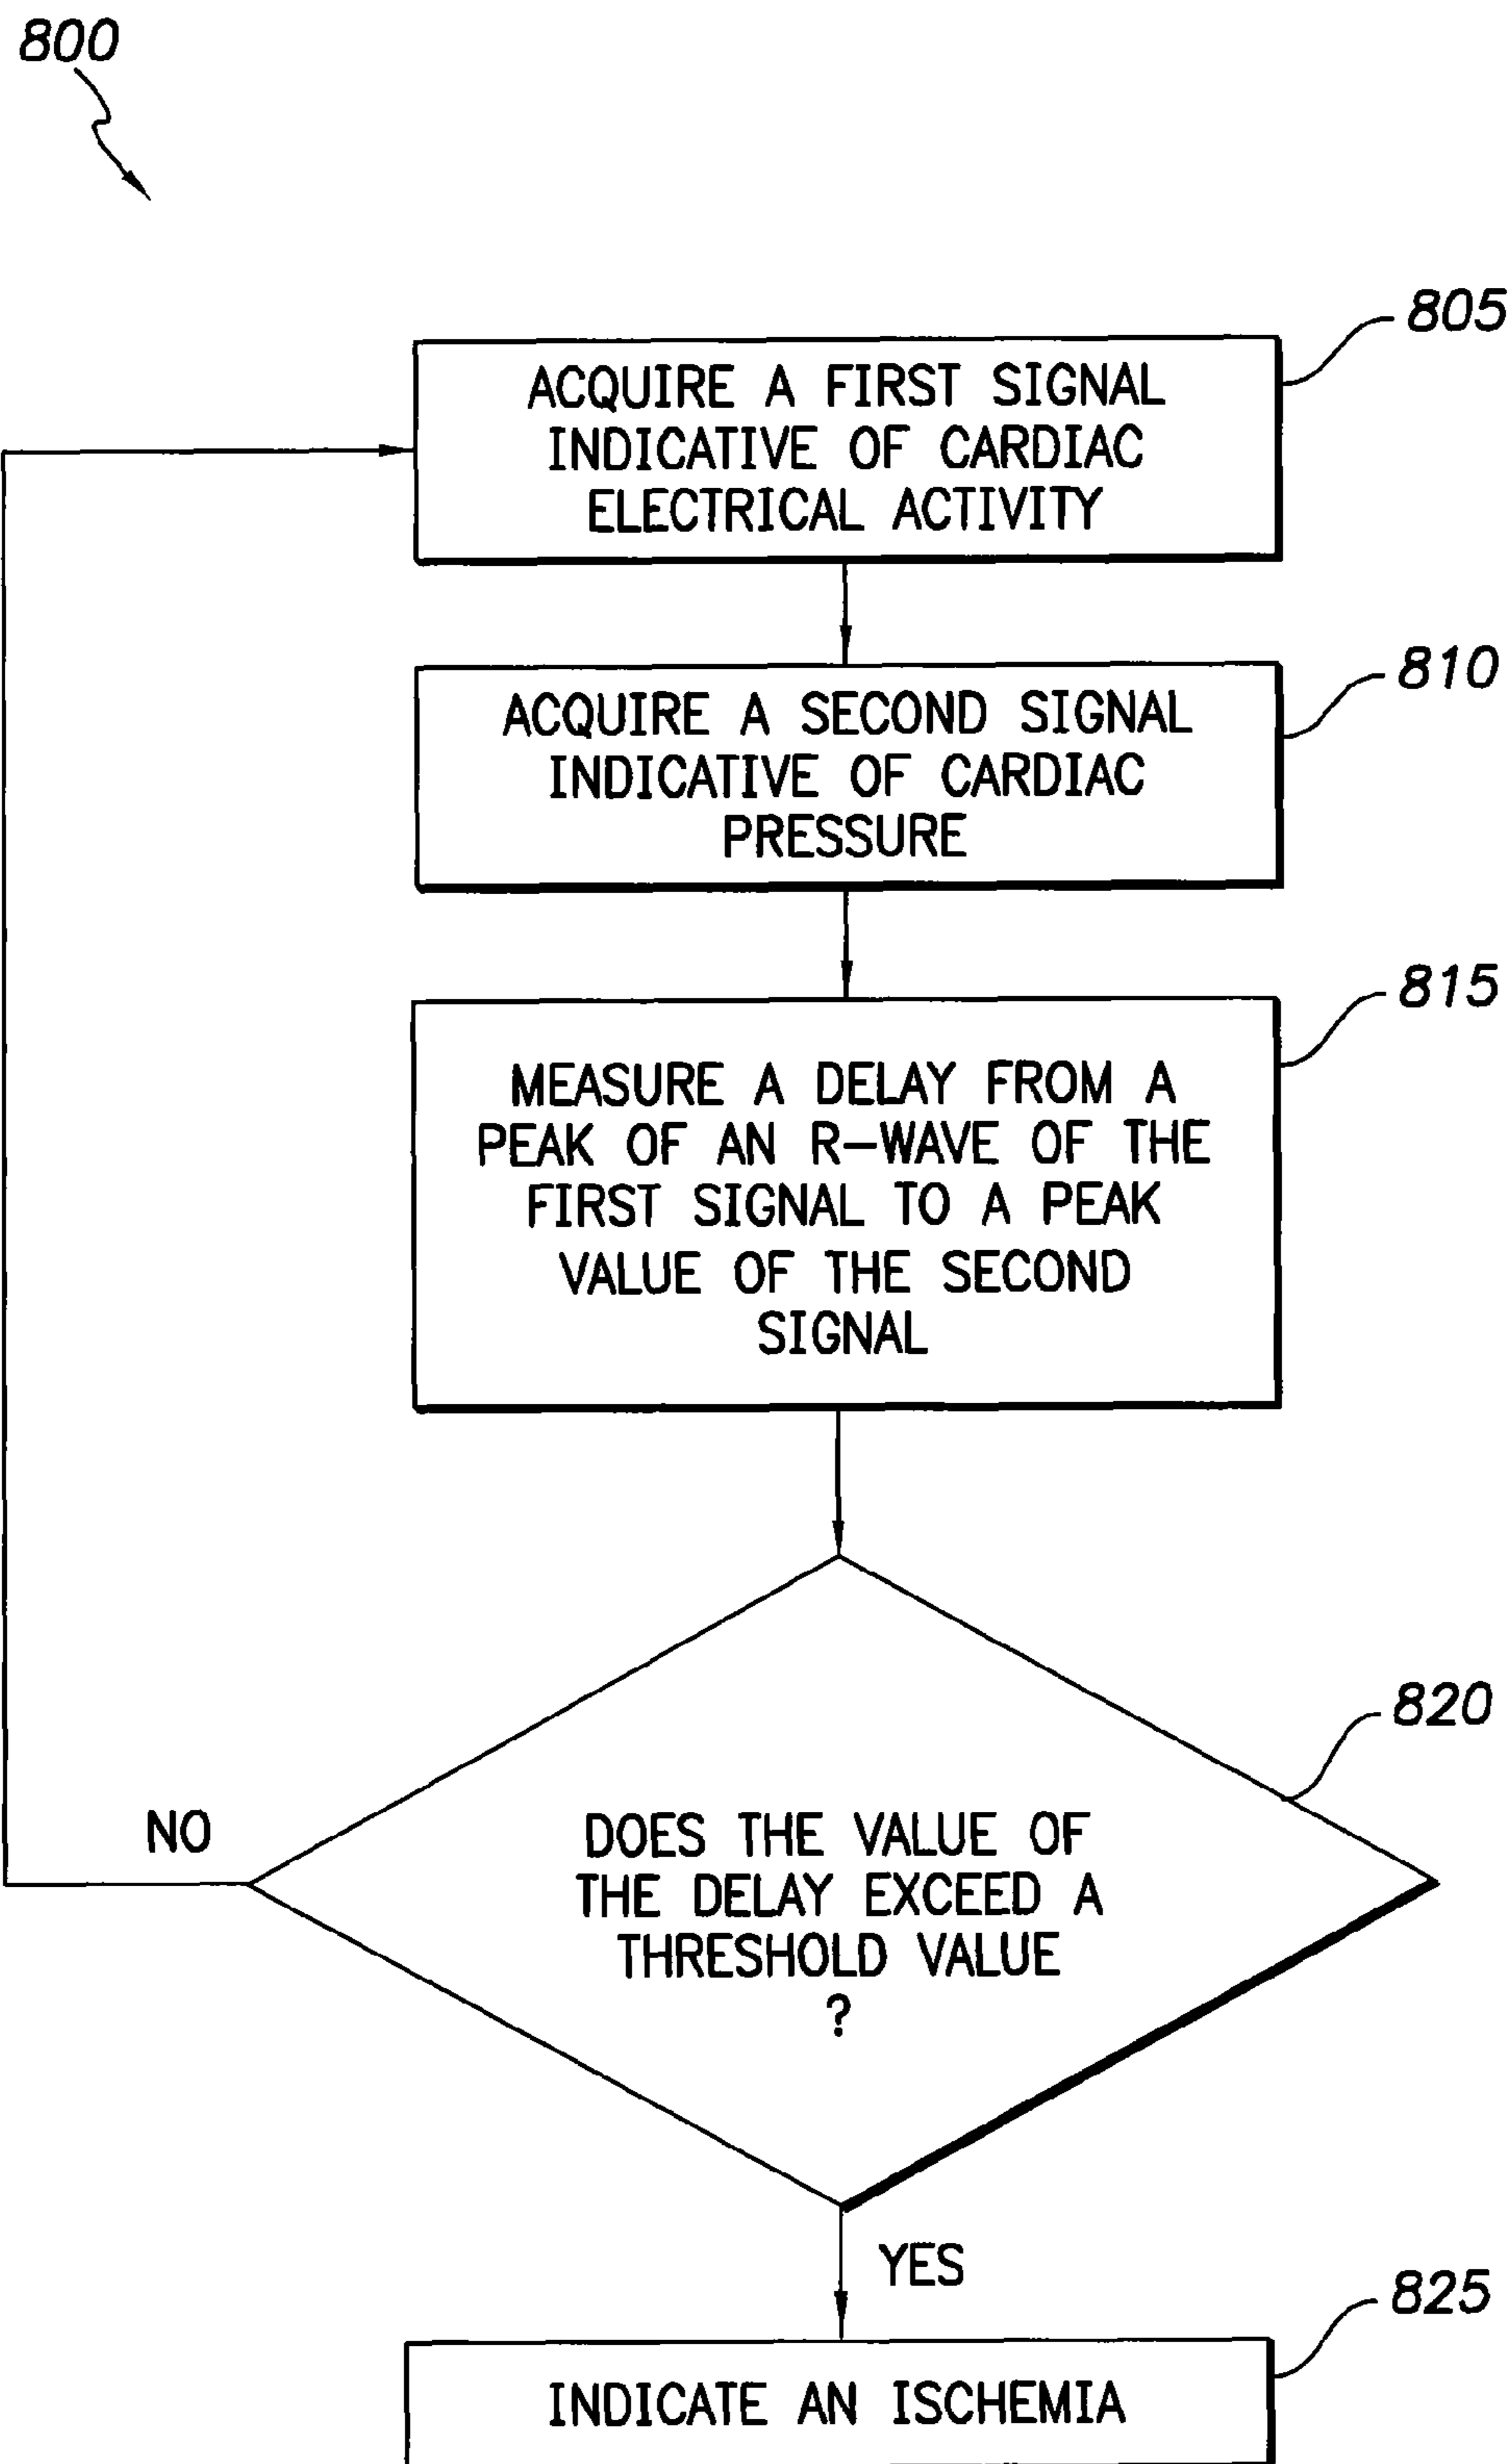 800
805
ACQUIRE A FIRST SIGNAL
INDICATIVE OF CARDIAC
ELECTRICAL ACTIVITY
810
ACQUIRE A SECOND SIGNAL
INDICATIVE OF CARDIAC
PRESSURE
815
MEASURE A DELAY FROM A
PEAK OF AN R-WAVE OF THE
FIRST SIGNAL TO A PEAK
VALUE OF THE SECOND
SIGNAL
820
NO
DOES THE VALUE OF
THE DELAY EXCEED A
THRESHOLD VALUE
?
YES
825
INDICATE AN ISCHEMIA